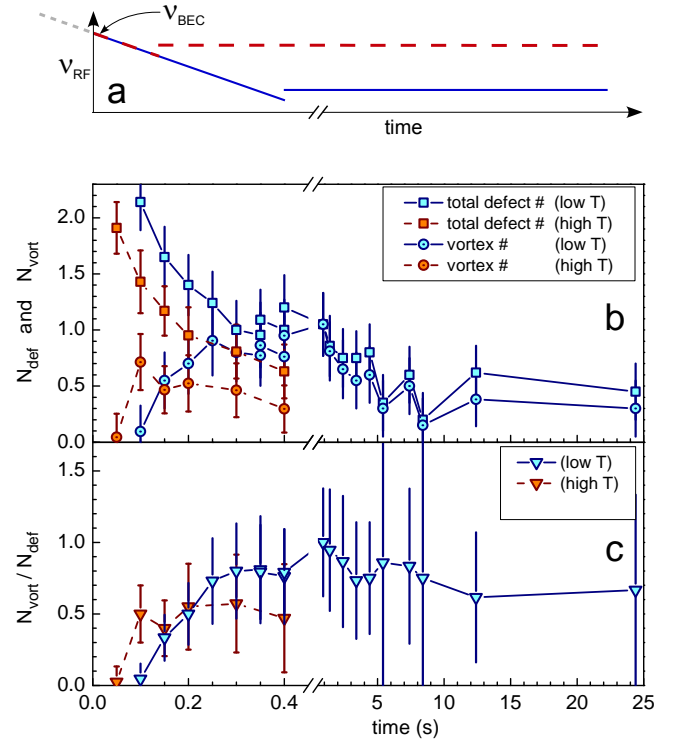 ν_BEC
ν_RF
a
time
2.0
1.5
1.0
0.5
0.0
N_def and N_vort
total defect # (low T)
total defect # (high T)
vortex # (low T)
vortex # (high T)
b
1.5
1.0
0.5
0.0
N_vort / N_def
(low T)
(high T)
c
0.0 0.1 0.2 0.3 0.4 5 10 15 20 25
time (s)